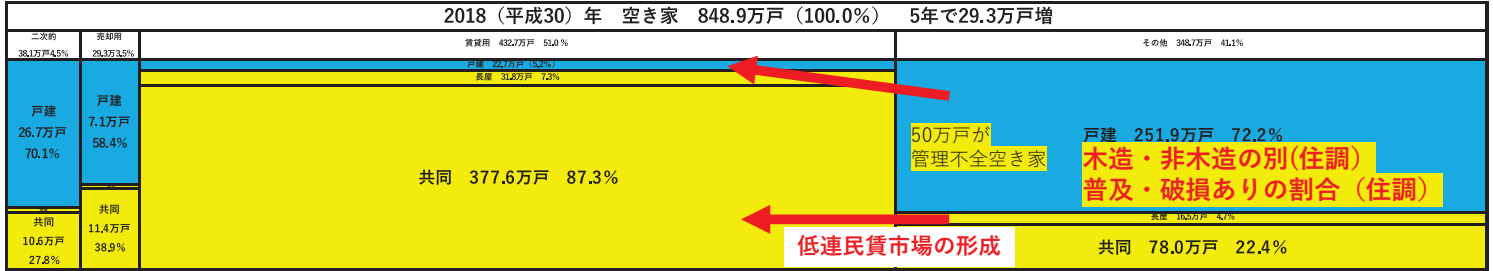 2018（平成30）年　空き家　848.9万戸（100.0%）　5年で29.3万戸増
二次的
38.1万戸4.5%
売却用
29.3万3.5%
賃貸用　432.7万戸　51.0%
その他　348.7万戸　41.1%
戸建
26.7万戸
70.1%
共同
10.6万戸
27.8%
戸建
7.1万戸
58.4%
共同
11.4万戸
38.9%
戸建　22.7万戸（5.2%）
長屋　31.8万戸　7.3%
共同　377.6万戸　87.3%
50万戸が
管理不全空き家
戸建　251.9万戸　72.2%
木造・非木造の別(住調)
普及・破損ありの割合（住調）
長屋　16.5万戸　4.7%
共同　78.0万戸　22.4%
低連民賃市場の形成